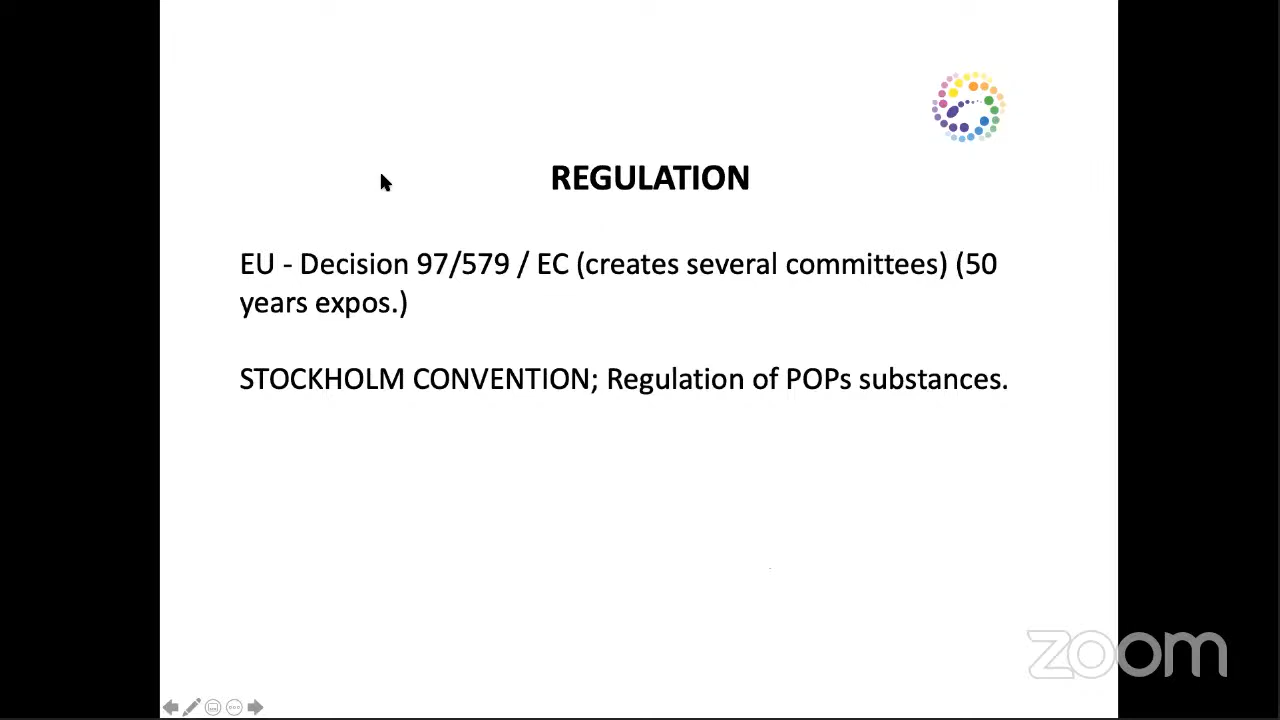 REGULATION
EU - Decision 97/579 / EC (creates several committees) (50
years expos.)
STOCKHOLM CONVENTION; Regulation of POPs substances.
zoom